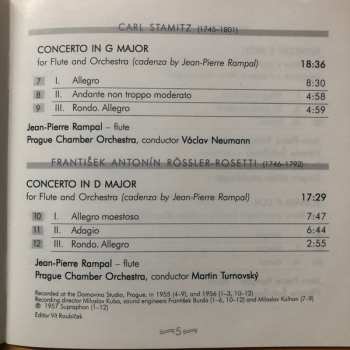 CARL STAMITZ (1745–1801)
CONCERTO IN G MAJOR
for Flute and Orchestra (cadenza by Jean-Pierre Rampal) 18:36
7 I. Allegro 8:30
8 II. Andante non troppo moderato 4:58
9 III. Rondo. Allegro 4:59
Jean-Pierre Rampal – flute
Prague Chamber Orchestra, conductor Václav Neumann
FRANTIŠEK ANTONÍN RÖSSLER-ROSETTI (1746–1792)
CONCERTO IN D MAJOR
for Flute and Orchestra (cadenza by Jean-Pierre Rampal) 17:29
10 I. Allegro maestoso 7:47
11 II. Adagio 6:44
12 III. Rondo. Allegro 2:55
Jean-Pierre Rampal – flute
Prague Chamber Orchestra, conductor Martin Turnovský
Recorded at the Domovina Studio, Prague, in 1955 (4–9), and 1956 (1–3, 10–12)
Recording director Miloslav Kuba, sound engineers František Burda (1–6, 10–12) and Miloslav Kulhan (7–9)
℗ 1957 Supraphon (1–12)
Editor Vít Roubíček
5